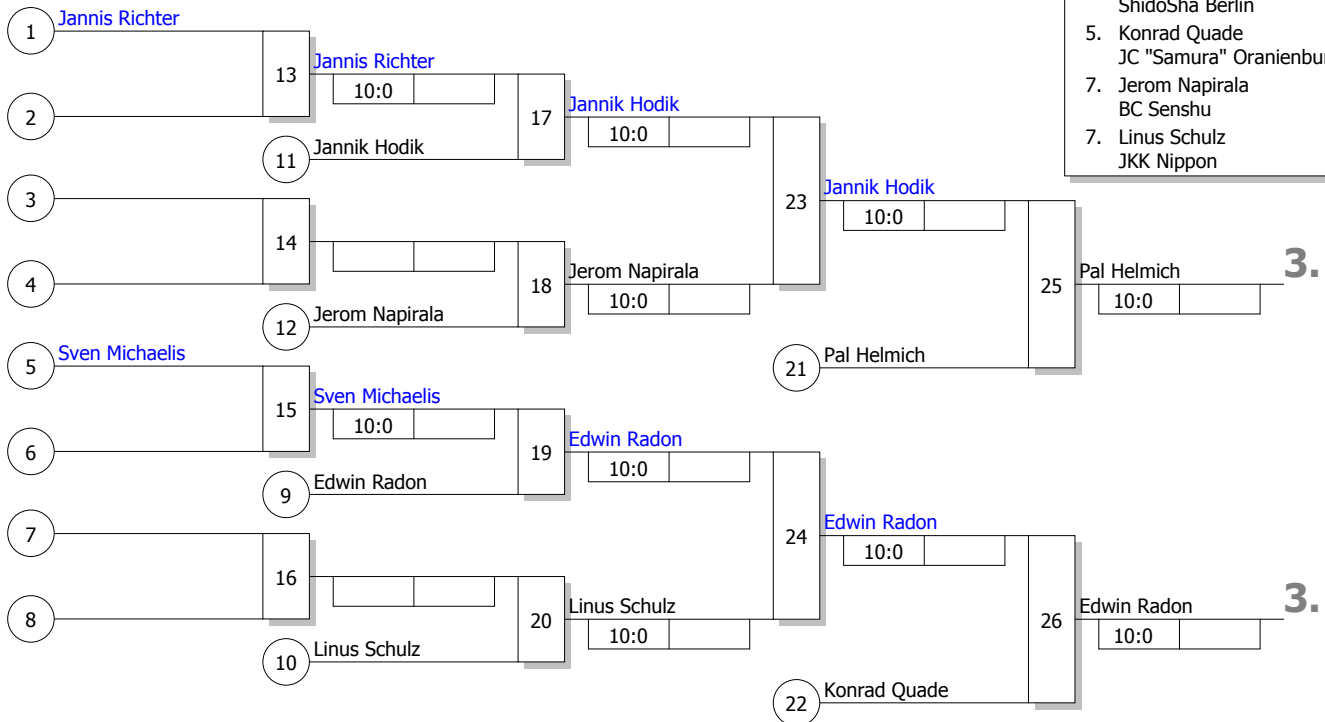 ShidoSha Berlin
5. Konrad Quade
JC "Samura" Oranienbur
7. Jerom Napirala
BC Senshu
7. Linus Schulz
JKK Nippon
1 Jannis Richter
2
13 Jannis Richter
10:0
11 Jannik Hodik
17 Jannik Hodik
10:0
3
4
14
12 Jerom Napirala
18 Jerom Napirala
10:0
23 Jannik Hodik
10:0
21 Pal Helmich
25 Pal Helmich
10:0
3.
5 Sven Michaelis
6
15 Sven Michaelis
10:0
9 Edwin Radon
19 Edwin Radon
10:0
7
8
16
10 Linus Schulz
20 Linus Schulz
10:0
24 Edwin Radon
10:0
22 Konrad Quade
26 Edwin Radon
10:0
3.